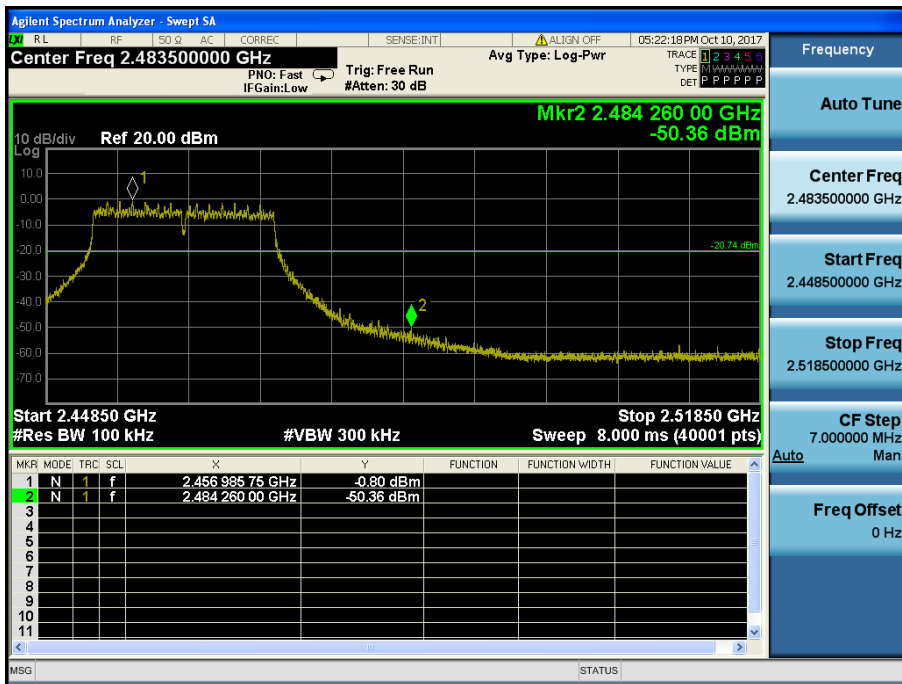 Agilent Spectrum Analyzer - Swept SA
LXI RL RF 50 Ω AC CORREC SENSE:INT ALIGN OFF 05:22:18 PM Oct 10, 2017
Center Freq 2.483500000 GHz
PNO: Fast
IFGain:Low
Trig: Free Run
#Atten: 30 dB
Avg Type: Log-Pwr
TRACE 1 2 3 4 5 6
TYPE M WWWWW
DET P P P P P P
Mkr2 2.484 260 00 GHz
-50.36 dBm
10 dB/div Ref 20.00 dBm
Log
10.0
0.00
-10.0
-20.0
-30.0
-40.0
-50.0
-60.0
-70.0
1
2
-20.74 dBm
Start 2.44850 GHz Stop 2.51850 GHz
#Res BW 100 kHz #VBW 300 kHz Sweep 8.000 ms (40001 pts)
MKR MODE TRC SCL X Y FUNCTION FUNCTION WIDTH FUNCTION VALUE
1 N 1 f 2.456 985 75 GHz -0.80 dBm
2 N 1 f 2.484 260 00 GHz -50.36 dBm
3
4
5
6
7
8
9
10
11
MSG STATUS
Frequency
Auto Tune
Center Freq
2.483500000 GHz
Start Freq
2.448500000 GHz
Stop Freq
2.518500000 GHz
CF Step
7.000000 MHz
Auto Man
Freq Offset
0 Hz